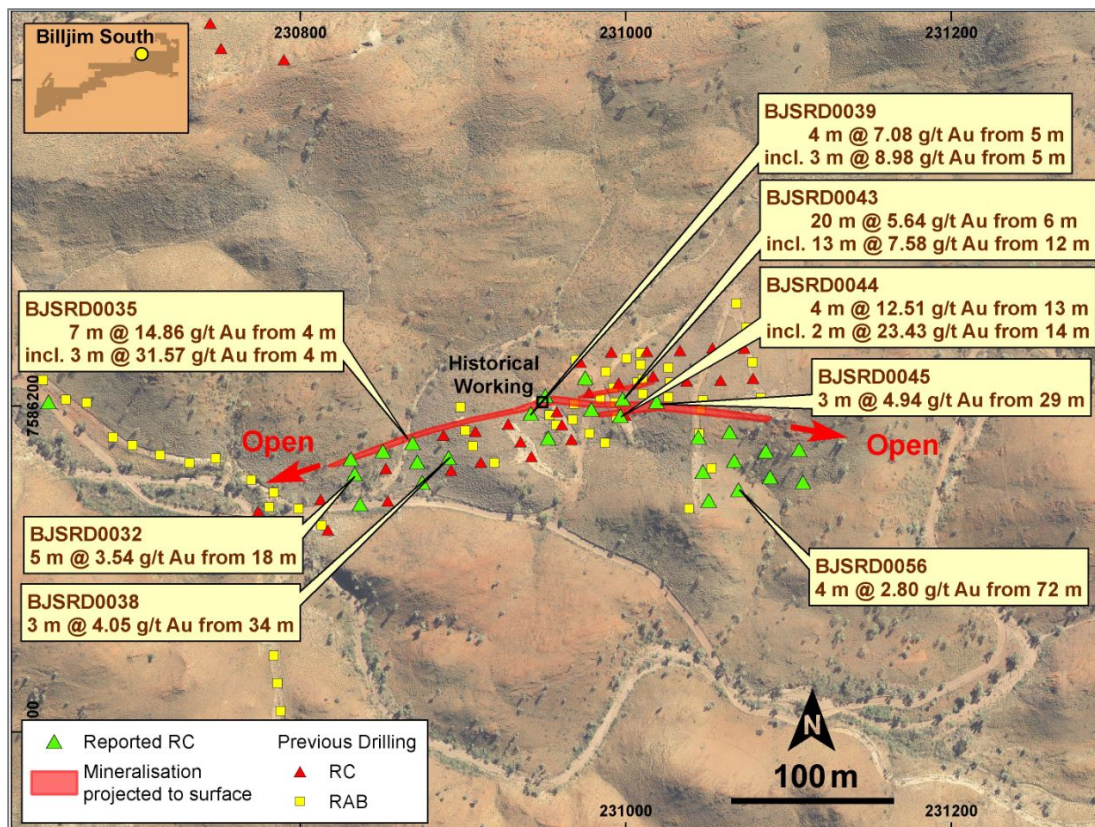 230800
231000
231200
Billjim South
BJSRD0039
4 m @ 7.08 g/t Au from 5 m
incl. 3 m @ 8.98 g/t Au from 5 m
BJSRD0043
20 m @ 5.64 g/t Au from 6 m
incl. 13 m @ 7.58 g/t Au from 12 m
BJSRD0044
4 m @ 12.51 g/t Au from 13 m
incl. 2 m @ 23.43 g/t Au from 14 m
BJSRD0035
7 m @ 14.86 g/t Au from 4 m
incl. 3 m @ 31.57 g/t Au from 4 m
Historical
Working
BJSRD0045
3 m @ 4.94 g/t Au from 29 m
7586200
Open
Open
BJSRD0032
5 m @ 3.54 g/t Au from 18 m
BJSRD0056
4 m @ 2.80 g/t Au from 72 m
BJSRD0038
3 m @ 4.05 g/t Au from 34 m
Reported RC
Mineralisation
projected to surface
Previous Drilling
RC
RAB
N
100 m
231000
231200